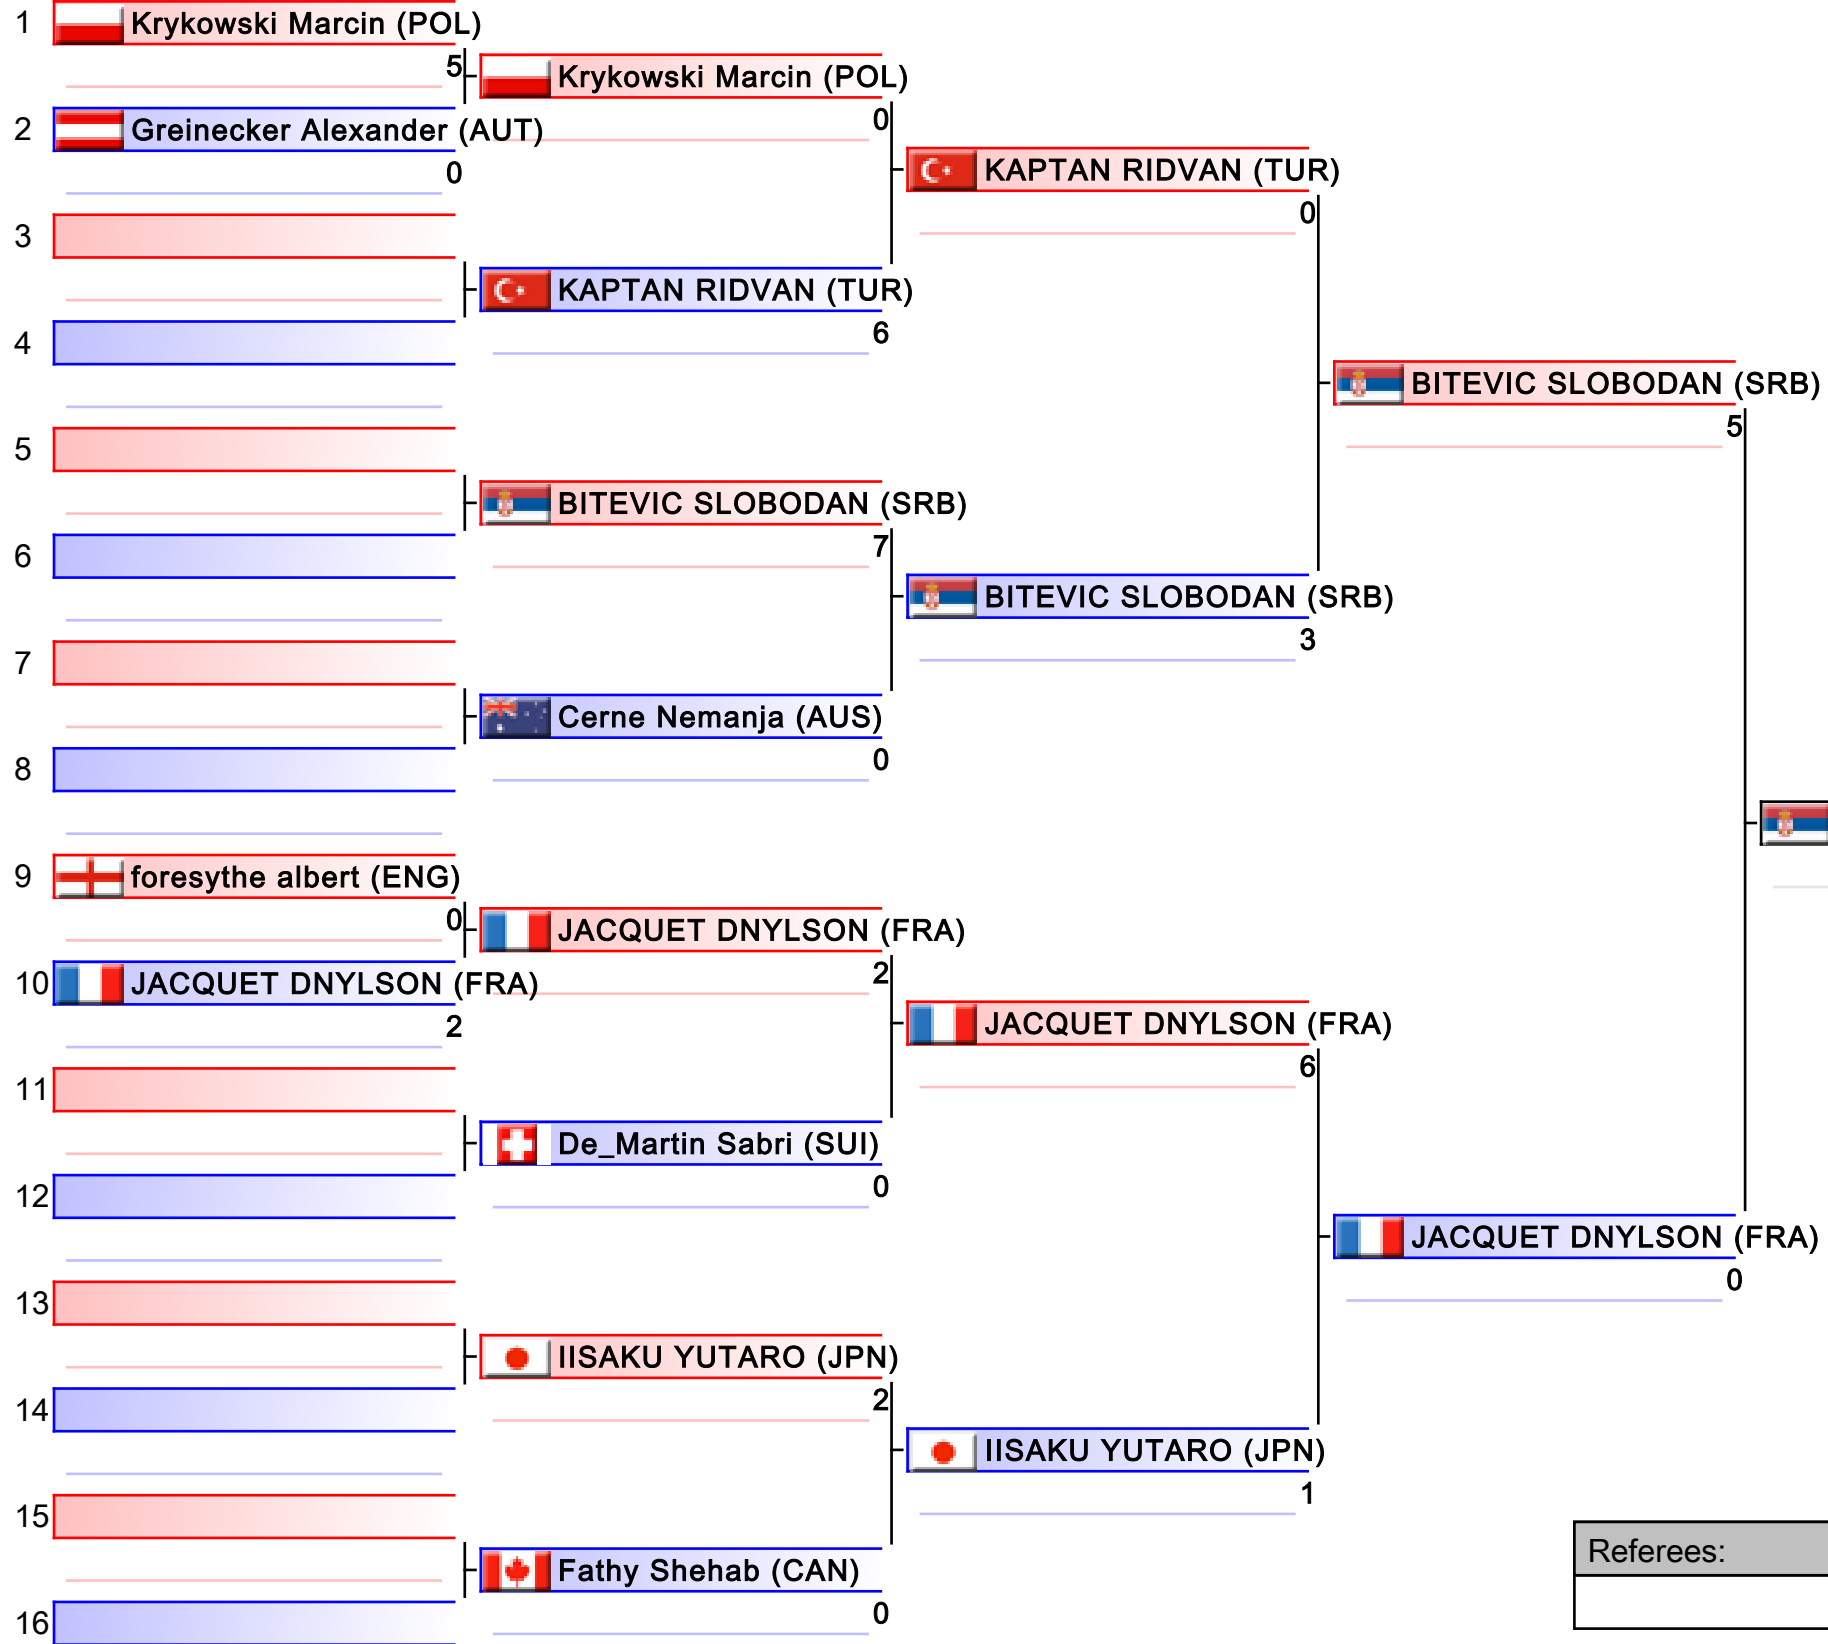 1 Krykowski Marcin (POL)
5
2 Greinecker Alexander (AUT)
0
3
4
5
6
7
8
9 foresythe albert (ENG)
0
10 JACQUET DNYLSON (FRA)
2
11
12
13
14
15
16
Krykowski Marcin (POL)
0
KAPTAN RIDVAN (TUR)
6
BITEVIC SLOBODAN (SRB)
7
Cerne Nemanja (AUS)
0
JACQUET DNYLSON (FRA)
2
De_Martin Sabri (SUI)
0
IISAKU YUTARO (JPN)
2
Fathy Shehab (CAN)
0
KAPTAN RIDVAN (TUR)
0
BITEVIC SLOBODAN (SRB)
3
JACQUET DNYLSON (FRA)
6
IISAKU YUTARO (JPN)
1
BITEVIC SLOBODAN (SRB)
5
JACQUET DNYLSON (FRA)
0
Referees: